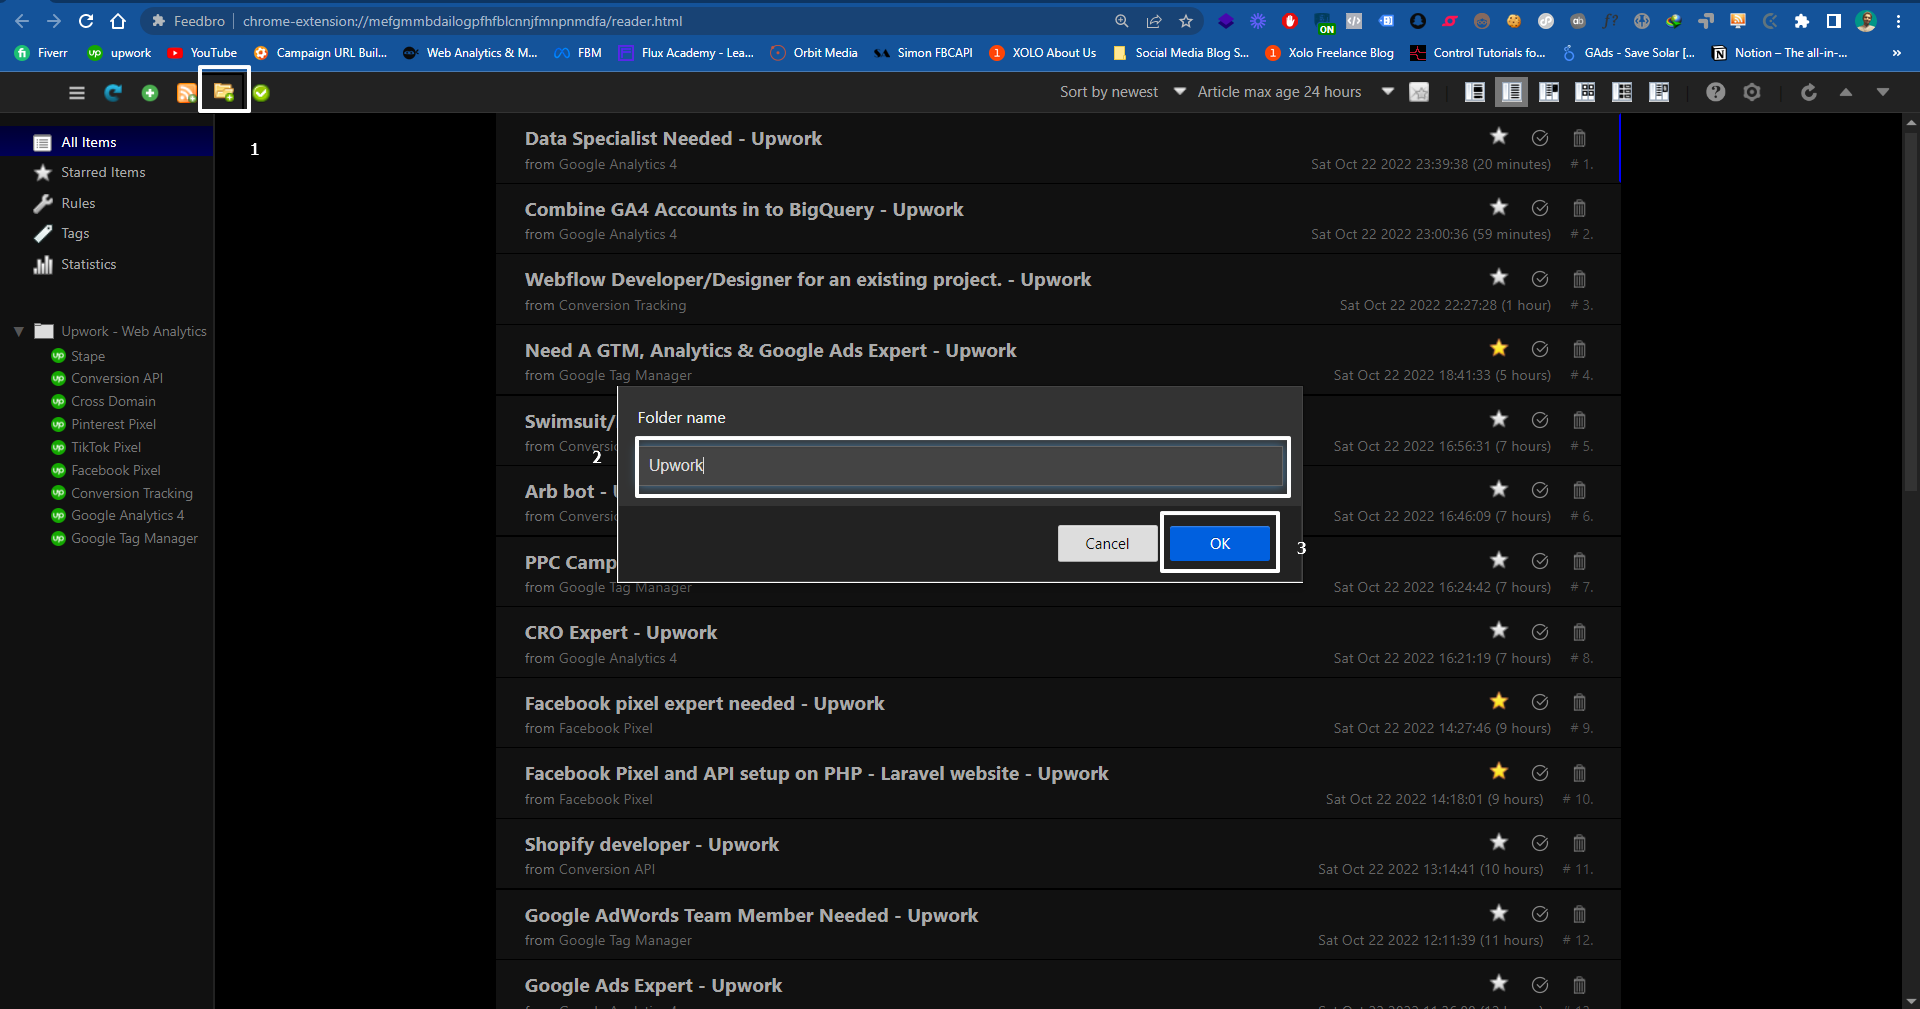 Feedbro
chrome-extension://mefgmmbdailogpfhfblcnnjfmnpnmdfa/reader.html
ON
Fiverr
upwork
YouTube
Campaign URL Buil...
Web Analytics & M...
FBM
Flux Academy - Lea...
Orbit Media
Simon FBCAPI
XOLO About Us
Social Media Blog S...
Xolo Freelance Blog
Control Tutorials fo...
GAds - Save Solar [...
Notion – The all-in-...
»
Sort by newest
Article max age 24 hours
All Items
Starred Items
Rules
Tags
Statistics
Upwork - Web Analytics
Stape
Conversion API
Cross Domain
Pinterest Pixel
TikTok Pixel
Facebook Pixel
Conversion Tracking
Google Analytics 4
Google Tag Manager
1
Data Specialist Needed - Upwork
from Google Analytics 4
Sat Oct 22 2022 23:39:38 (20 minutes) # 1.
Combine GA4 Accounts in to BigQuery - Upwork
from Google Analytics 4
Sat Oct 22 2022 23:00:36 (59 minutes) # 2.
Webflow Developer/Designer for an existing project. - Upwork
from Conversion Tracking
Sat Oct 22 2022 22:27:28 (1 hour) # 3.
Need A GTM, Analytics & Google Ads Expert - Upwork
from Google Tag Manager
Sat Oct 22 2022 18:41:33 (5 hours) # 4.
Swimsuit/
from Conversio
Sat Oct 22 2022 16:56:31 (7 hours) # 5.
Arb bot -
from Conversio
Sat Oct 22 2022 16:46:09 (7 hours) # 6.
PPC Camp
from Google Tag Manager
Sat Oct 22 2022 16:24:42 (7 hours) # 7.
Folder name
2
Upwork
Cancel
OK
3
CRO Expert - Upwork
from Google Analytics 4
Sat Oct 22 2022 16:21:19 (7 hours) # 8.
Facebook pixel expert needed - Upwork
from Facebook Pixel
Sat Oct 22 2022 14:27:46 (9 hours) # 9.
Facebook Pixel and API setup on PHP - Laravel website - Upwork
from Facebook Pixel
Sat Oct 22 2022 14:18:01 (9 hours) # 10.
Shopify developer - Upwork
from Conversion API
Sat Oct 22 2022 13:14:41 (10 hours) # 11.
Google AdWords Team Member Needed - Upwork
from Google Tag Manager
Sat Oct 22 2022 12:11:39 (11 hours) # 12.
Google Ads Expert - Upwork